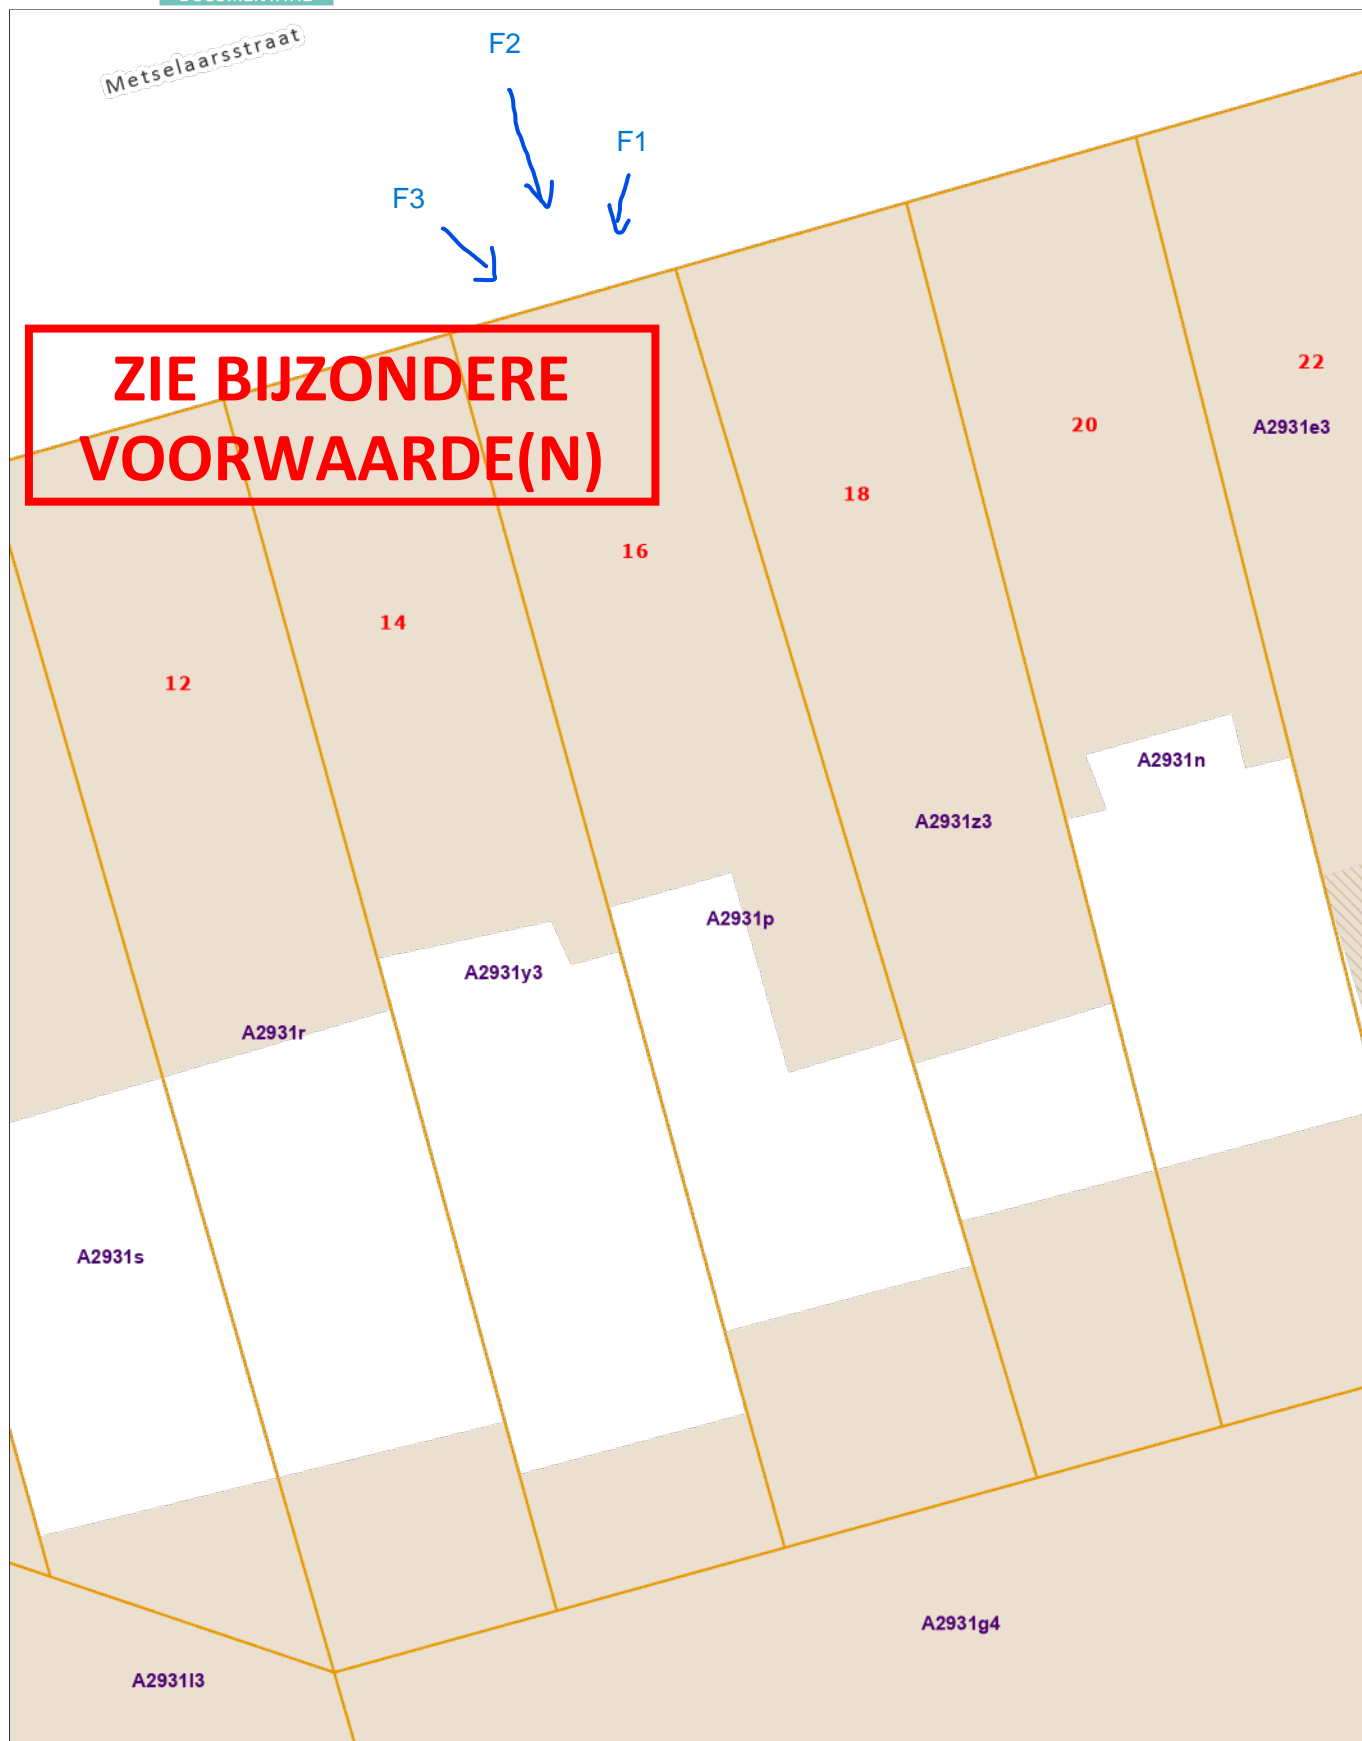 Metselaarsstraat
F2
F1
F3
ZIE BIJZONDERE
VOORWAARDE(N)
22
20
A2931e3
18
16
14
12
A2931n
A2931z3
A2931p
A2931y3
A2931r
A2931s
A2931g4
A2931l3